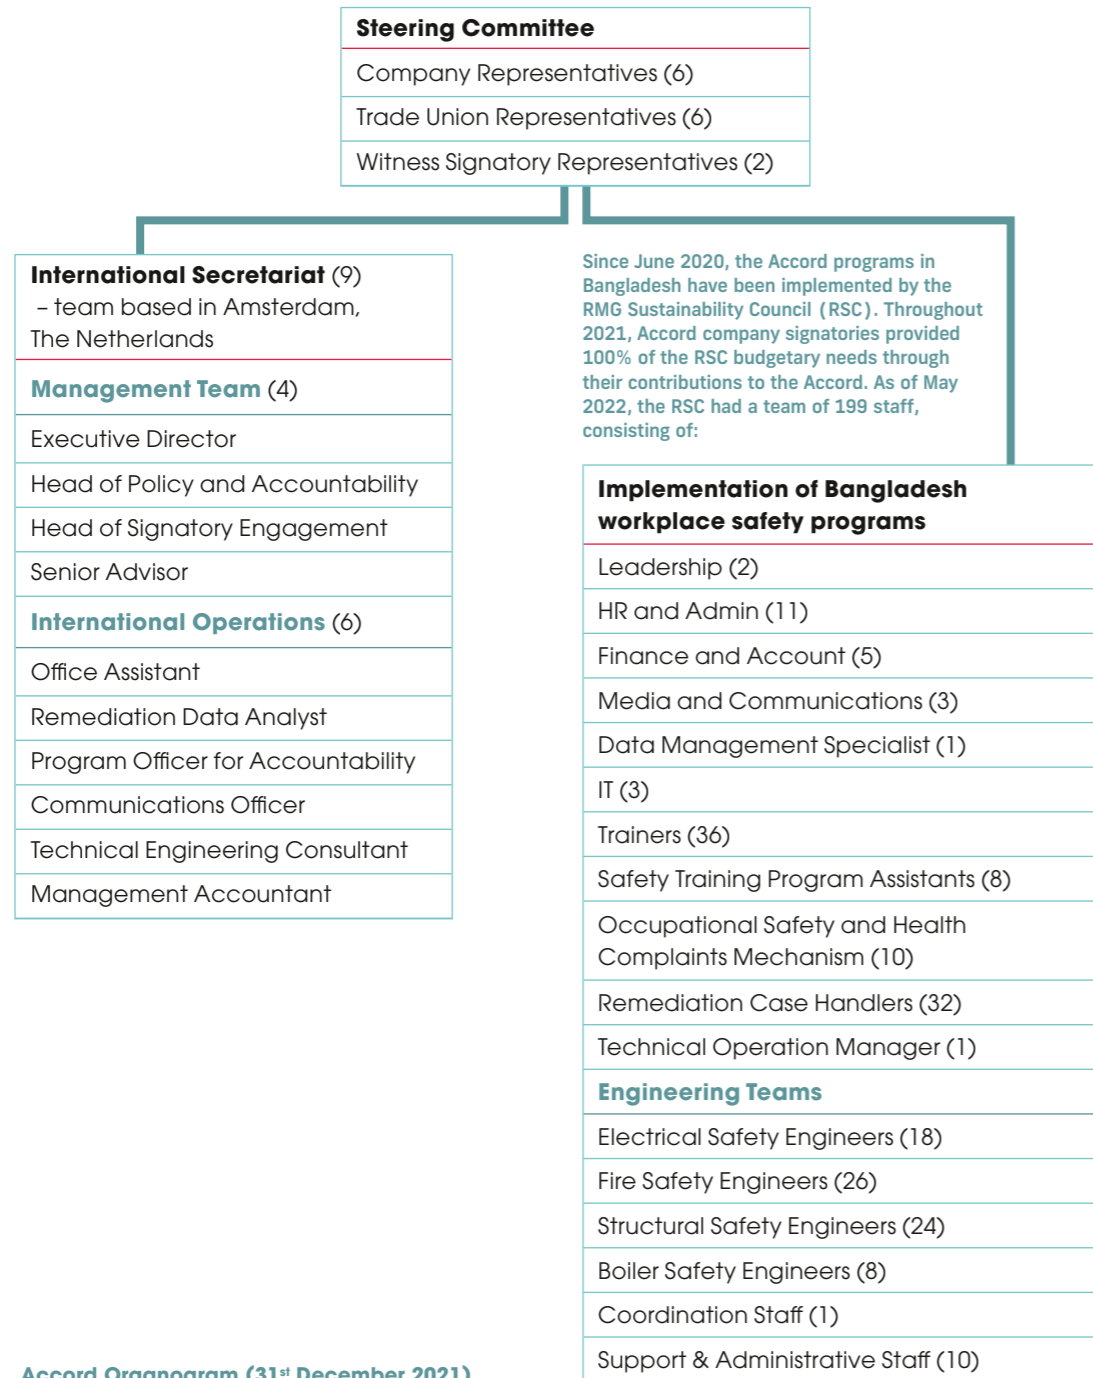 Steering Committee
Company Representatives (6)
Trade Union Representatives (6)
Witness Signatory Representatives (2)
International Secretariat (9)
– team based in Amsterdam,
The Netherlands
Management Team (4)
Executive Director
Head of Policy and Accountability
Head of Signatory Engagement
Senior Advisor
International Operations (6)
Office Assistant
Remediation Data Analyst
Program Officer for Accountability
Communications Officer
Technical Engineering Consultant
Management Accountant
Since June 2020, the Accord programs in
Bangladesh have been implemented by the
RMG Sustainability Council (RSC). Throughout
2021, Accord company signatories provided
100% of the RSC budgetary needs through
their contributions to the Accord. As of May
2022, the RSC had a team of 199 staff,
consisting of:
Implementation of Bangladesh
workplace safety programs
Leadership (2)
HR and Admin (11)
Finance and Account (5)
Media and Communications (3)
Data Management Specialist (1)
IT (3)
Trainers (36)
Safety Training Program Assistants (8)
Occupational Safety and Health
Complaints Mechanism (10)
Remediation Case Handlers (32)
Technical Operation Manager (1)
Engineering Teams
Electrical Safety Engineers (18)
Fire Safety Engineers (26)
Structural Safety Engineers (24)
Boiler Safety Engineers (8)
Coordination Staff (1)
Support & Administrative Staff (10)
Accord Organogram (31st December 2021)